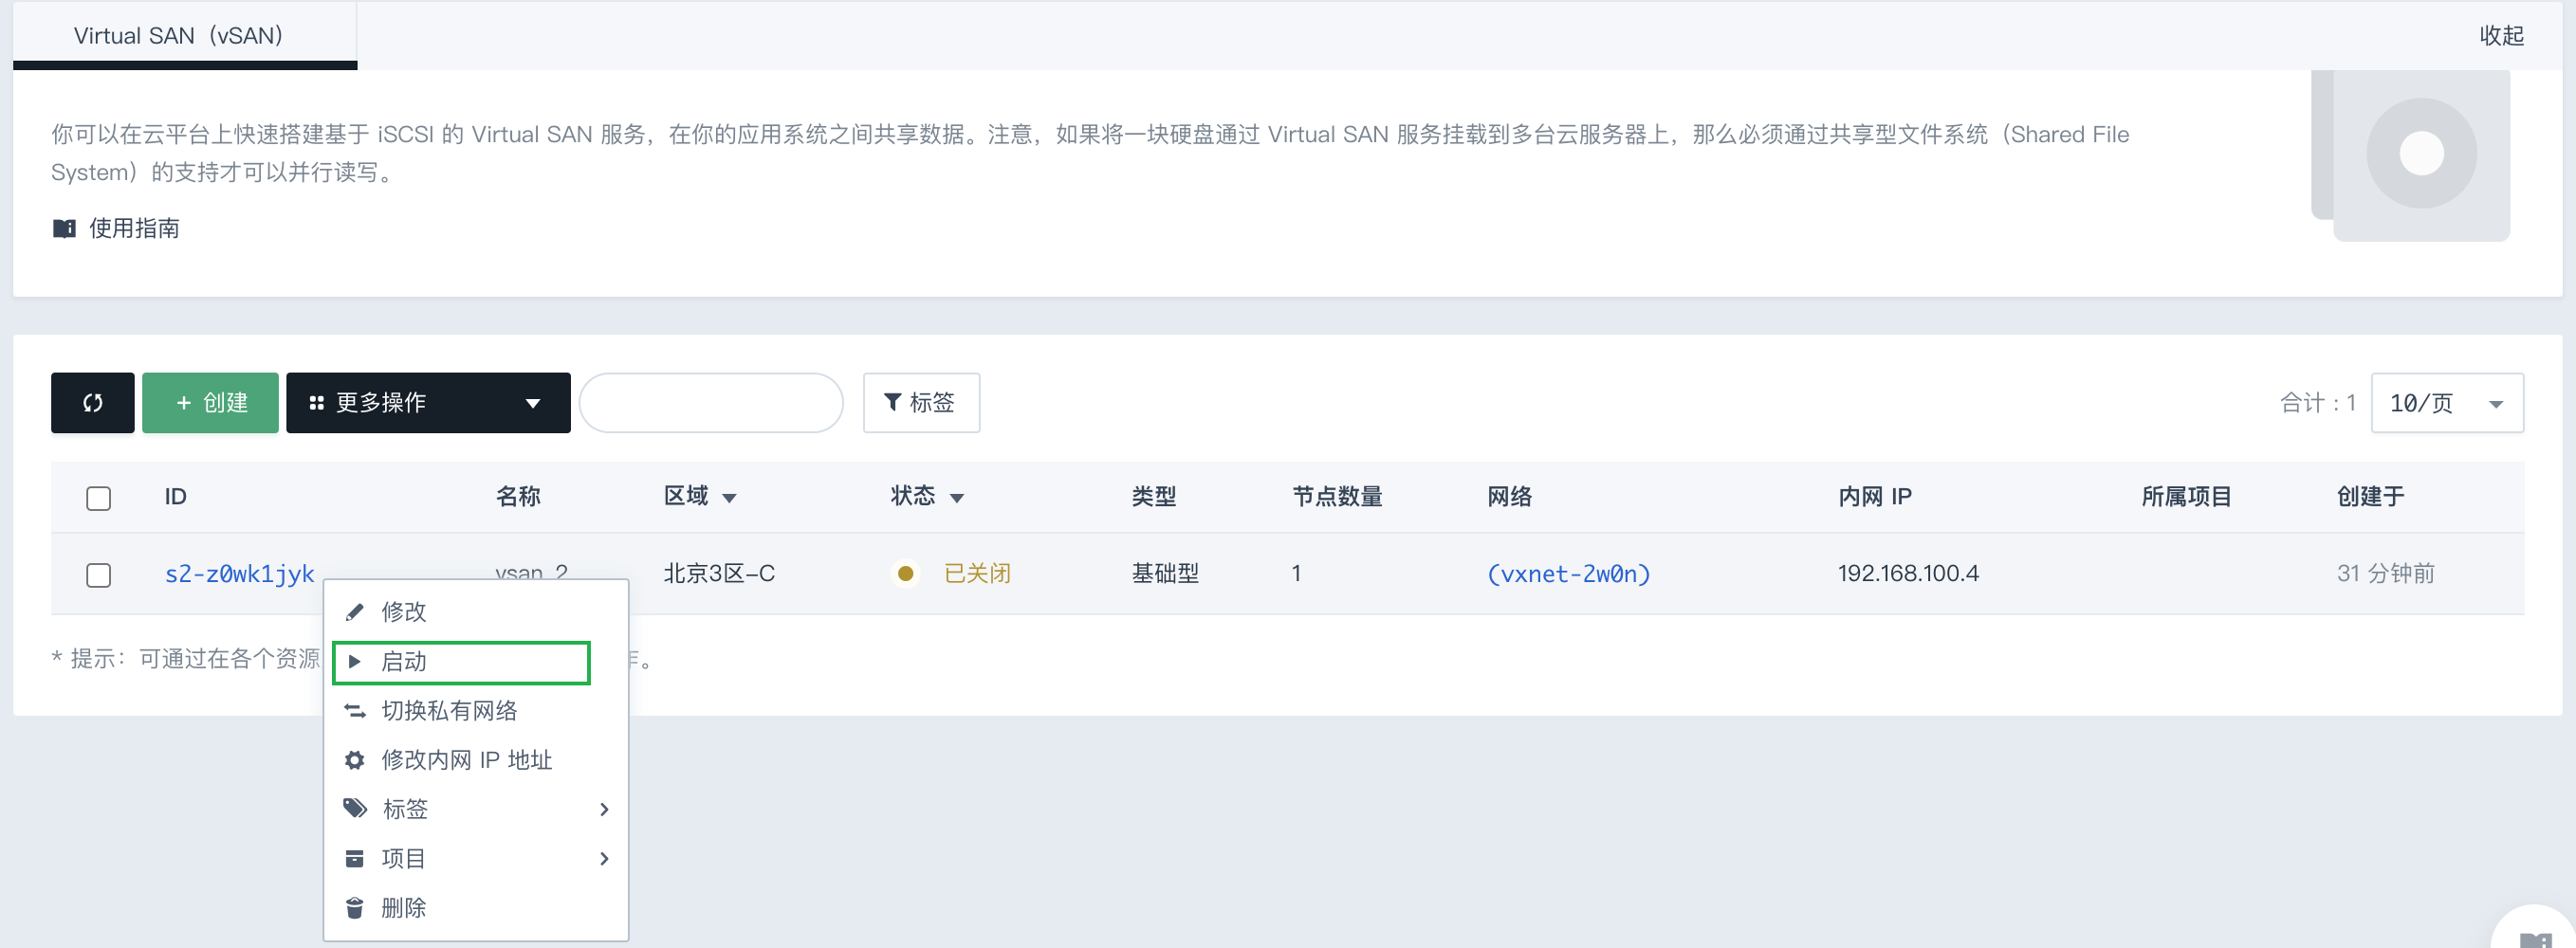 Virtual SAN（vSAN）
收起
你可以在云平台上快速搭建基于 iSCSI 的 Virtual SAN 服务，在你的应用系统之间共享数据。注意，如果将一块硬盘通过 Virtual SAN 服务挂载到多台云服务器上，那么必须通过共享型文件系统（Shared File
System）的支持才可以并行读写。
使用指南
+ 创建
更多操作
标签
合计 : 1
10/页
ID 名称 区域 状态 类型 节点数量 网络 内网 IP 所属项目 创建于
s2-z0wk1jyk vsan_2 北京3区-C 已关闭 基础型 1 (vxnet-2w0n) 192.168.100.4 31 分钟前
* 提示：可通过在各个资源
。
修改
启动
切换私有网络
修改内网 IP 地址
标签
项目
删除